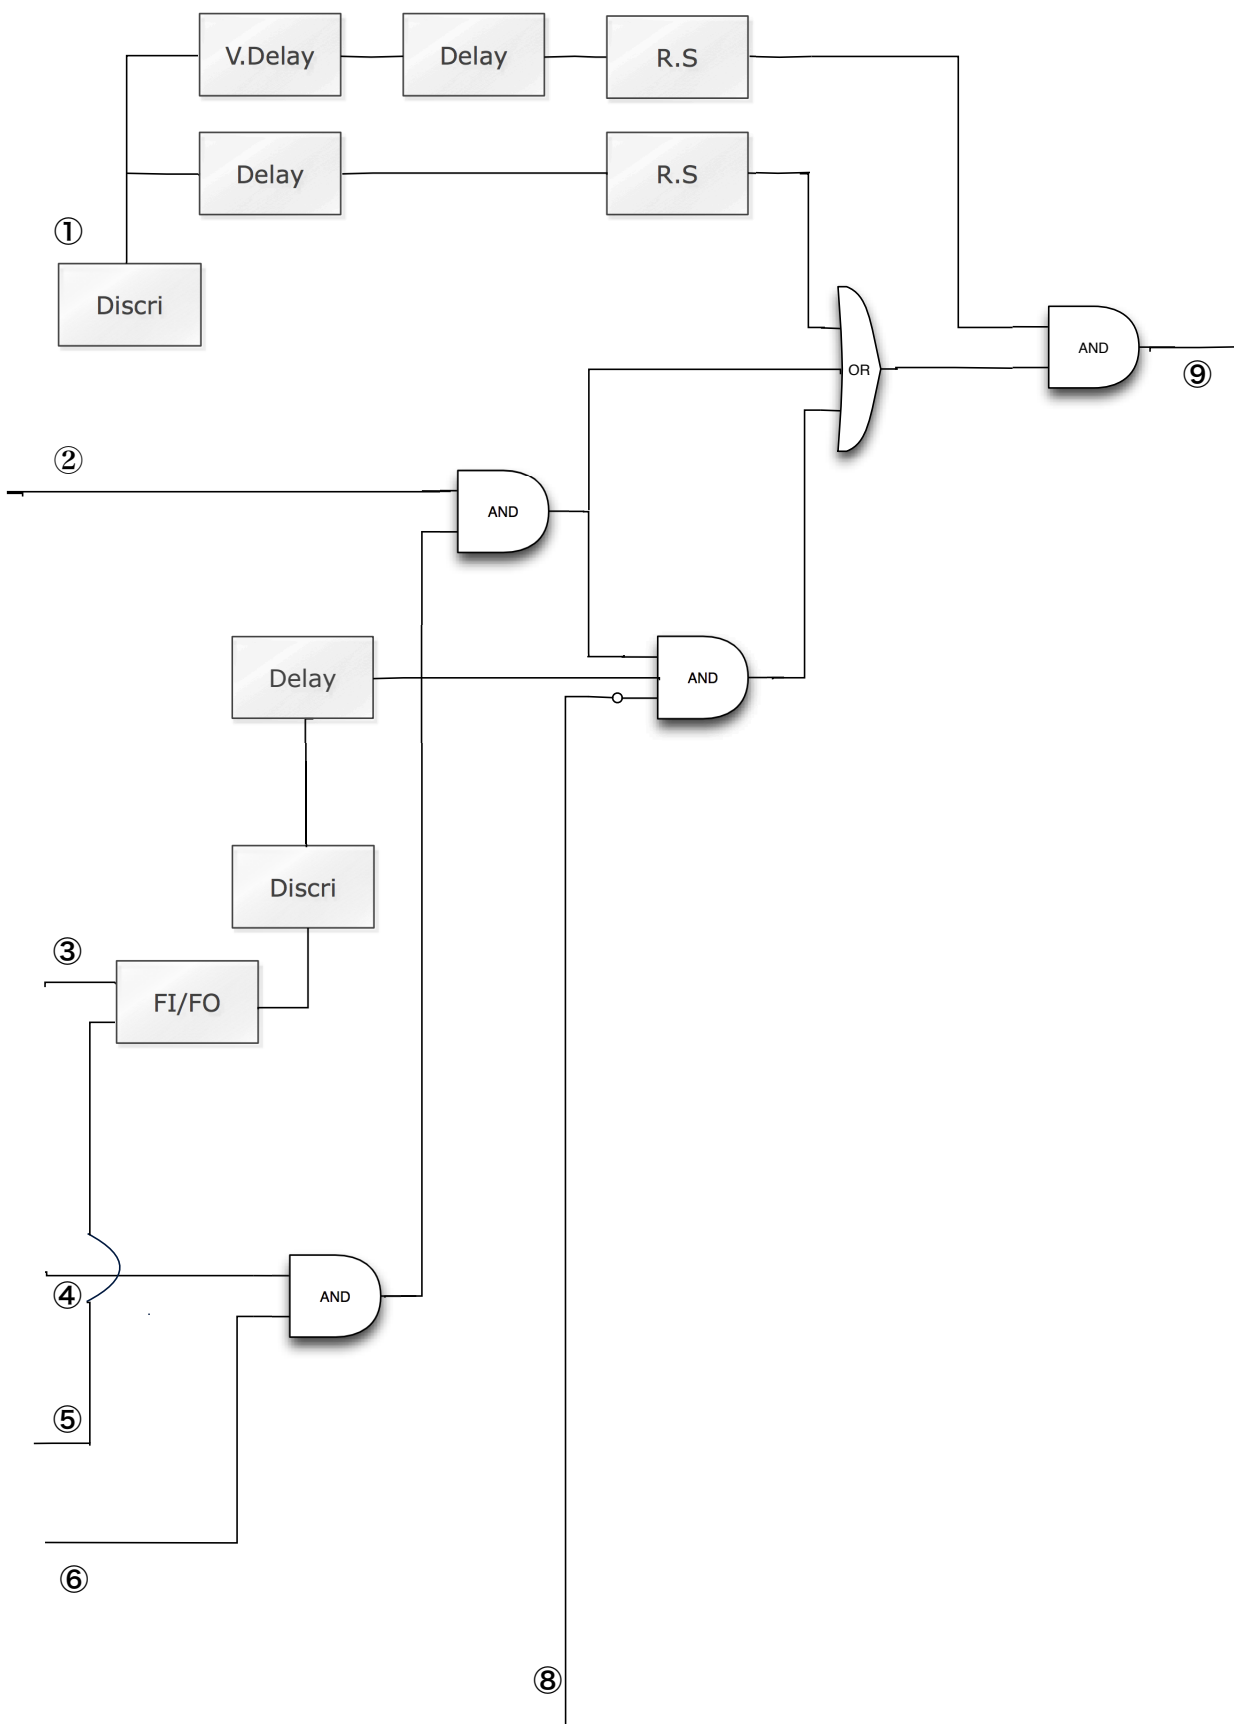 V.Delay Delay R.S
Delay R.S
①
Discri
AND
OR
⑨
②
AND
Delay AND
Discri
③
FI/FO
④ AND
⑤
⑥
⑧